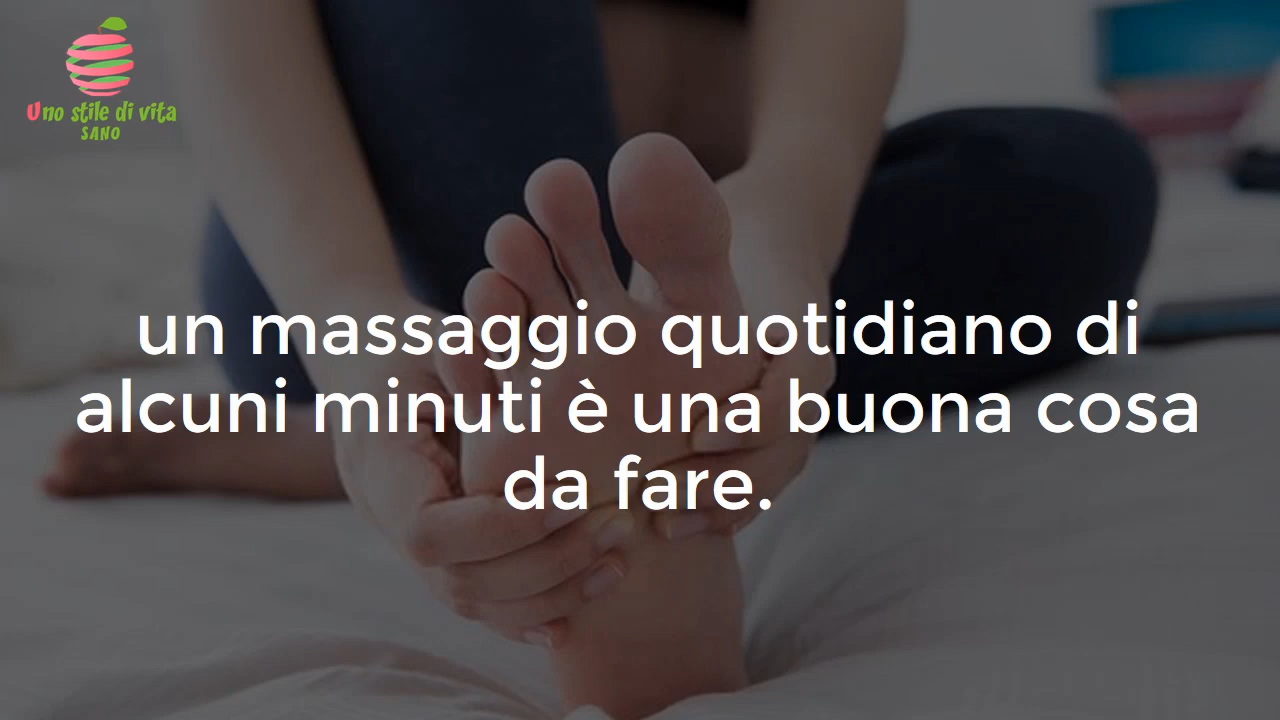 Uno stile di vita
SANO
un massaggio quotidiano di
alcuni minuti è una buona cosa
da fare.